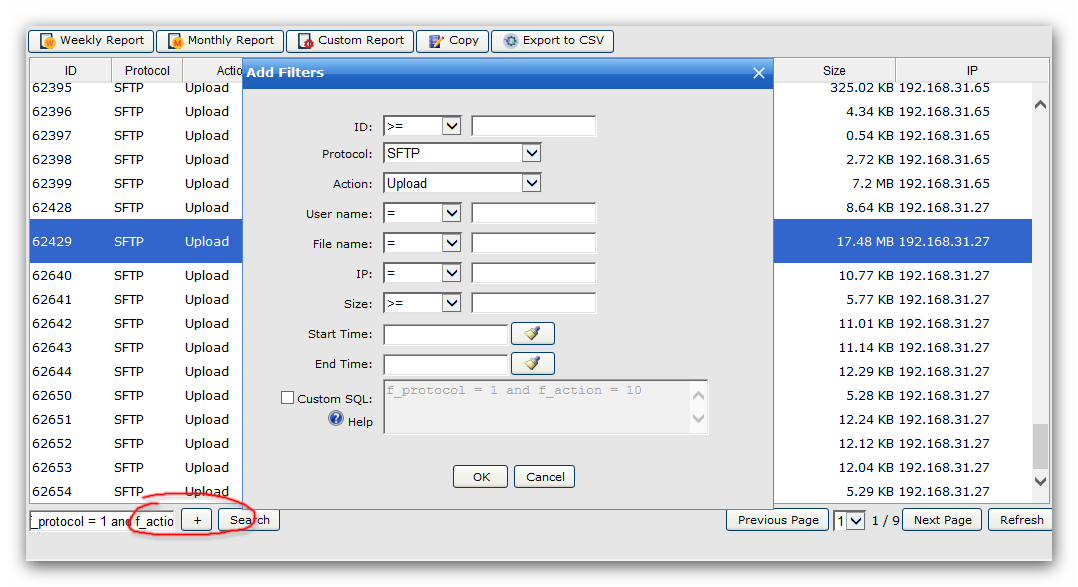 Weekly Report Monthly Report Custom Report Copy Export to CSV
ID Protocol Actio Add Filters Size IP
62395 SFTP Upload 325.02 KB 192.168.31.65
62396 SFTP Upload 4.34 KB 192.168.31.65
ID: >=
62397 SFTP Upload 0.54 KB 192.168.31.65
Protocol: SFTP
62398 SFTP Upload 2.72 KB 192.168.31.65
62399 SFTP Upload Action: Upload 7.2 MB 192.168.31.65
62428 SFTP Upload User name: = 8.64 KB 192.168.31.27
62429 SFTP Upload File name: = 17.48 MB 192.168.31.27
62640 SFTP Upload IP: = 10.77 KB 192.168.31.27
62641 SFTP Upload Size: >= 5.77 KB 192.168.31.27
62642 SFTP Upload 11.01 KB 192.168.31.27
Start Time:
62643 SFTP Upload 11.14 KB 192.168.31.27
End Time:
62644 SFTP Upload 12.29 KB 192.168.31.27
f_protocol = 1 and f_action = 10
62650 SFTP Upload Custom SQL: 5.28 KB 192.168.31.27
62651 SFTP Upload Help 12.24 KB 192.168.31.27
62652 SFTP Upload 12.12 KB 192.168.31.27
62653 SFTP Upload 12.04 KB 192.168.31.27
OK Cancel
62654 SFTP Upload 5.29 KB 192.168.31.27
f_protocol = 1 and f_actio + Search Previous Page 1 1 / 9 Next Page Refresh